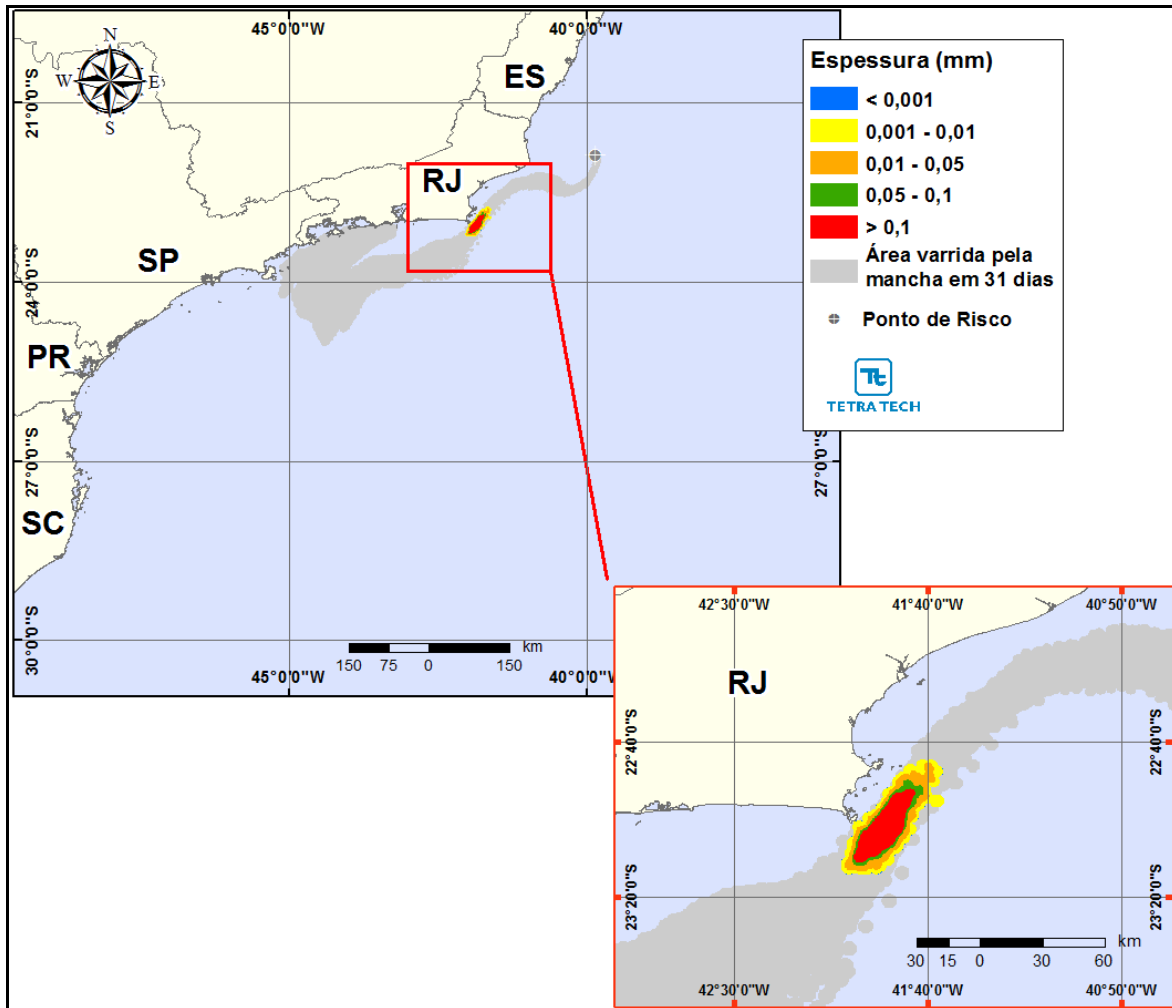 45°0'0"W
40°0'0"W
N
W
E
S
ES
21°0'0"S
RJ
SP
24°0'0"S
24°0'0"S
PR
27°0'0"S
27°0'0"S
SC
30°0'0"S
km
150 75 0 150
45°0'0"W
40°0'0"W
Espessura (mm)
< 0,001
0,001 - 0,01
0,01 - 0,05
0,05 - 0,1
> 0,1
Área varrida pela
mancha em 31 dias
Ponto de Risco
Tt
TETRA TECH
42°30'0"W
41°40'0"W
40°50'0"W
RJ
22°40'0"S
22°40'0"S
23°20'0"S
23°20'0"S
km
30 15 0 30 60
42°30'0"W
41°40'0"W
40°50'0"W